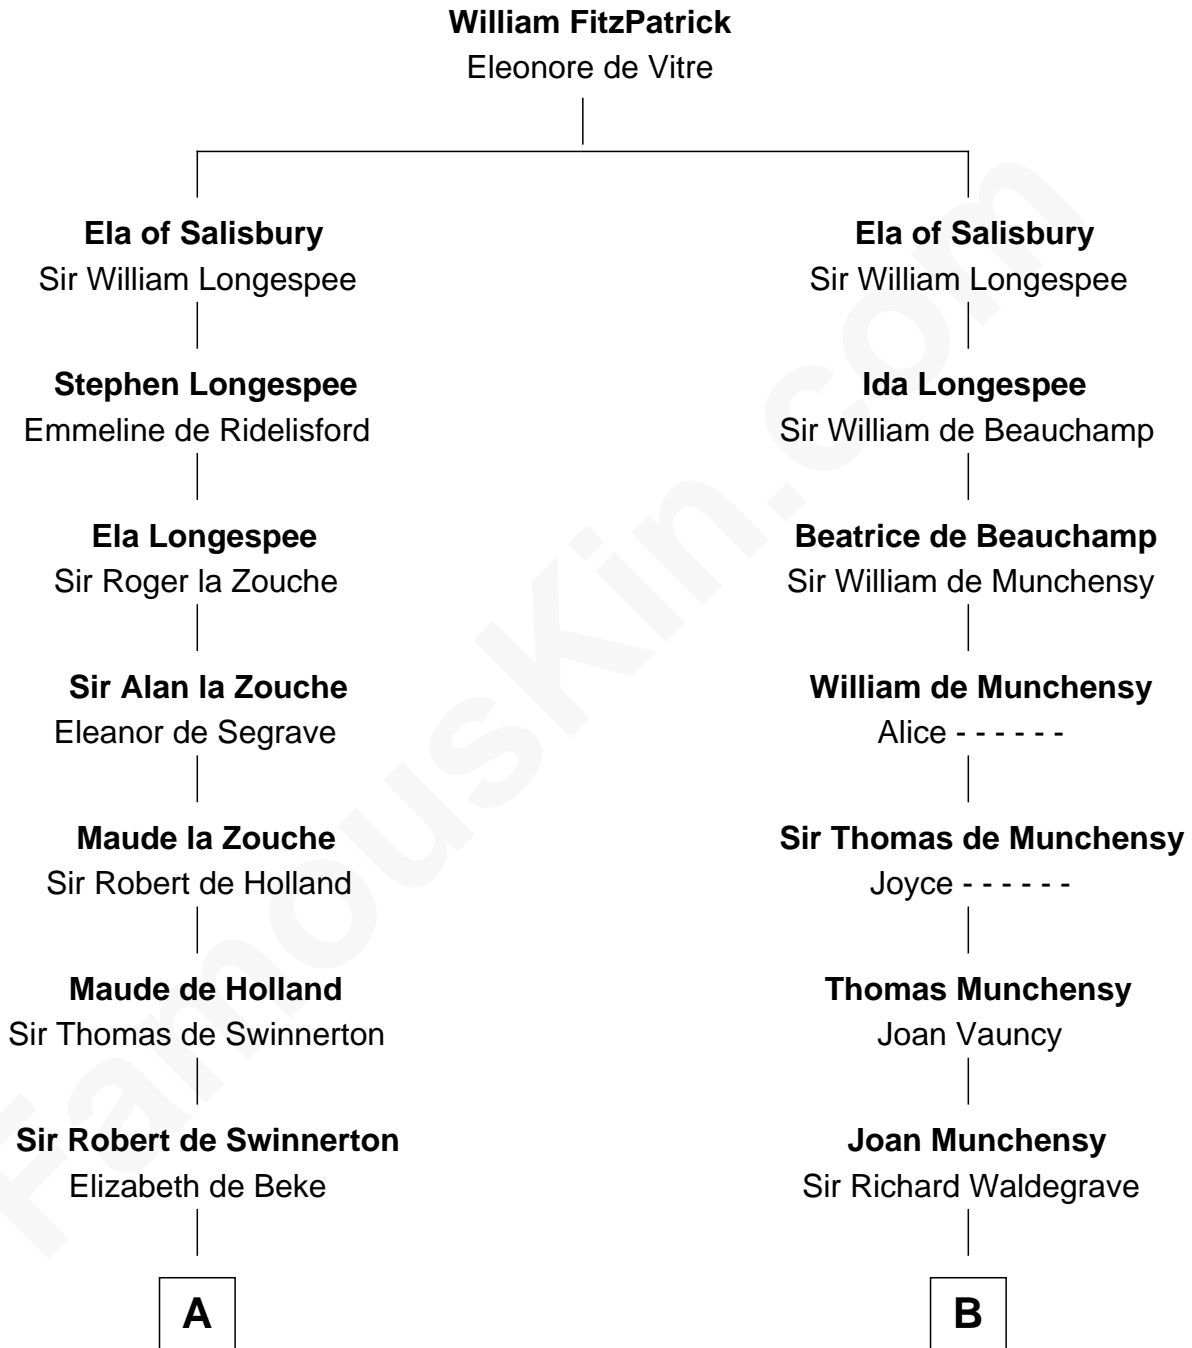 William FitzPatrick
Eleonore de Vitre
Ela of Salisbury
Sir William Longespee
Ela of Salisbury
Sir William Longespee
Stephen Longespee
Emmeline de Ridelisford
Ida Longespee
Sir William de Beauchamp
Ela Longespee
Sir Roger la Zouche
Beatrice de Beauchamp
Sir William de Munchensy
Sir Alan la Zouche
Eleanor de Segrave
William de Munchensy
Alice - - - - - -
Maude la Zouche
Sir Robert de Holland
Sir Thomas de Munchensy
Joyce - - - - - -
Maude de Holland
Sir Thomas de Swinnerton
Thomas Munchensy
Joan Vauncy
Sir Robert de Swinnerton
Elizabeth de Beke
Joan Munchensy
Sir Richard Waldegrave
A
B
FamousKin.com